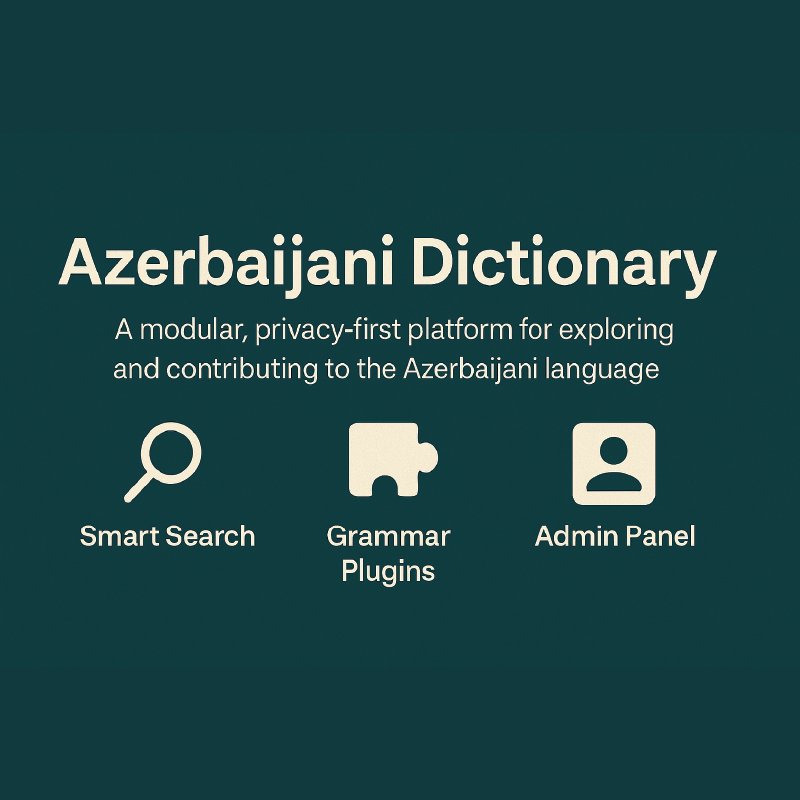 Azerbaijani Dictionary
A modular, privacy-first platform for exploring
and contributing to the Azerbaijani language
Smart Search
Grammar
Plugins
Admin Panel